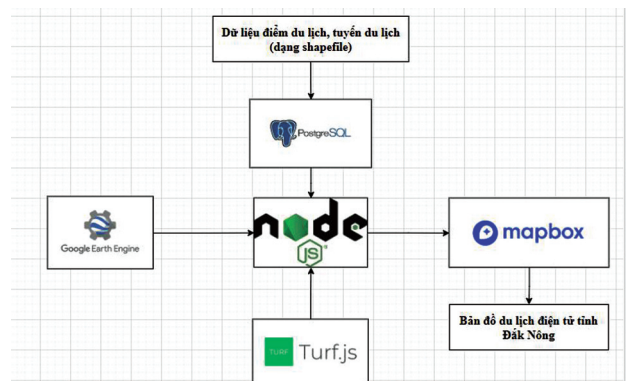 Dữ liệu điểm du lịch, tuyến du lịch
(dạng shapefile)
PostgreSQL
Google Earth Engine
node
JS
mapbox
Bản đồ du lịch điện tử tỉnh
Đắk Nông
TURF
Turf.js